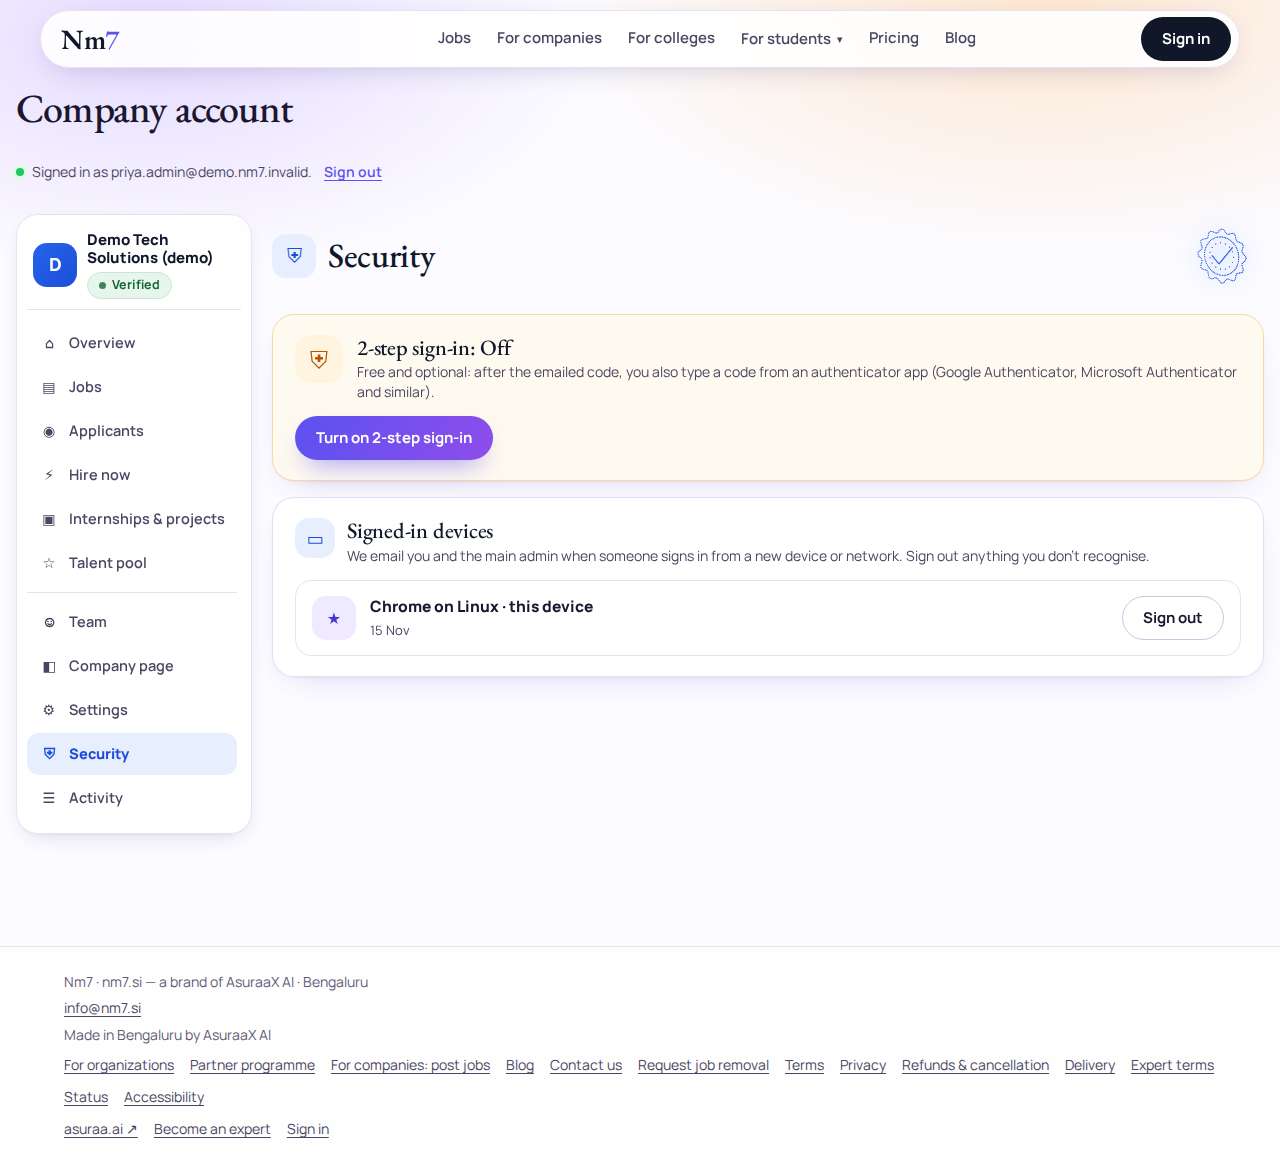 Nm7
Jobs
For companies
For colleges
For students ▾
Pricing
Blog
Sign in
Company account
Signed in as priya.admin@demo.nm7.invalid. Sign out
D
Demo Tech
Solutions (demo)
Verified
Overview
Jobs
Applicants
Hire now
Internships & projects
Talent pool
Team
Company page
Settings
Security
Activity
Security
2-step sign-in: Off
Free and optional: after the emailed code, you also type a code from an authenticator app (Google Authenticator, Microsoft Authenticator
and similar).
Turn on 2-step sign-in
Signed-in devices
We email you and the main admin when someone signs in from a new device or network. Sign out anything you don't recognise.
Chrome on Linux · this device
15 Nov
Sign out
Nm7 · nm7.si — a brand of AsuraaX AI · Bengaluru
info@nm7.si
Made in Bengaluru by AsuraaX AI
For organizations Partner programme For companies: post jobs Blog Contact us Request job removal Terms Privacy Refunds & cancellation Delivery Expert terms
Status Accessibility
asuraa.ai ↗ Become an expert Sign in